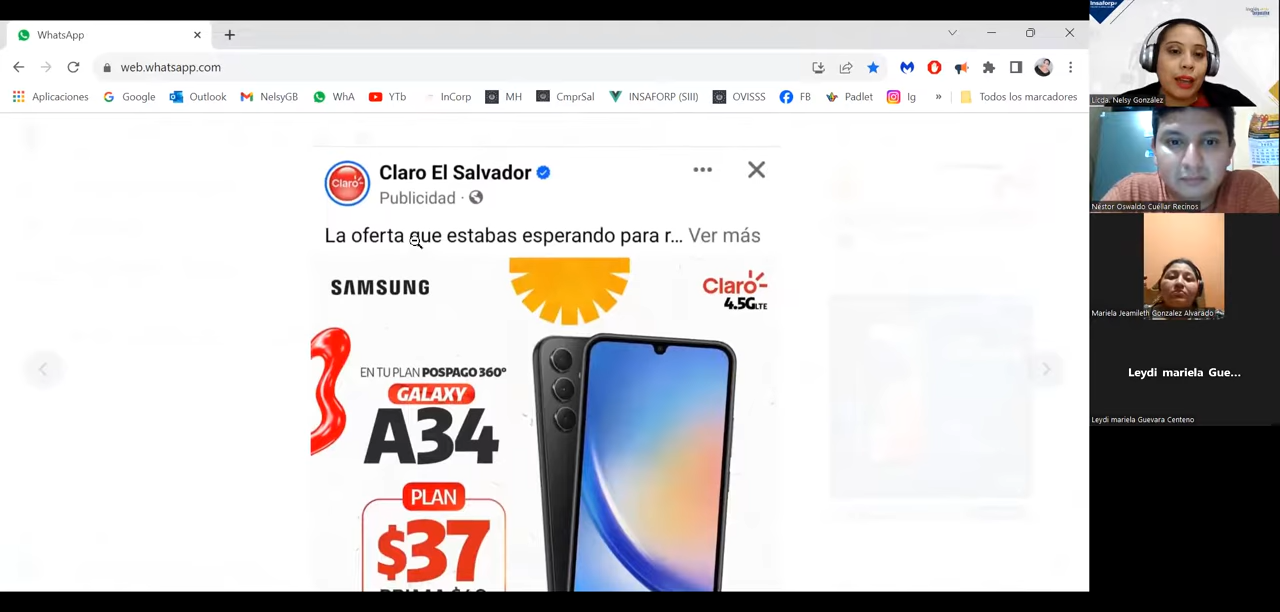 WhatsApp
web.whatsapp.com
Aplicaciones
Google
Outlook
NelsyGB
WhA
YTb
InCorp
MH
CmprSal
INSAFORP (SIII)
OVISSS
FB
Padlet
Ig
»
Todos los marcadores
Claro El Salvador
Publicidad ·
La oferta que estabas esperando para r... Ver más
SAMSUNG
Claro
4.5G LTE
EN TU PLAN POSPAGO 360°
GALAXY
A34
PLAN
$37
Insaforp
Licda. Nelsy González
Néstor Oswaldo Cuéllar Recinos
Mariela Jeamileth Gonzalez Alvarado
Leydi mariela Gue...
Leydi mariela Guevara Centeno